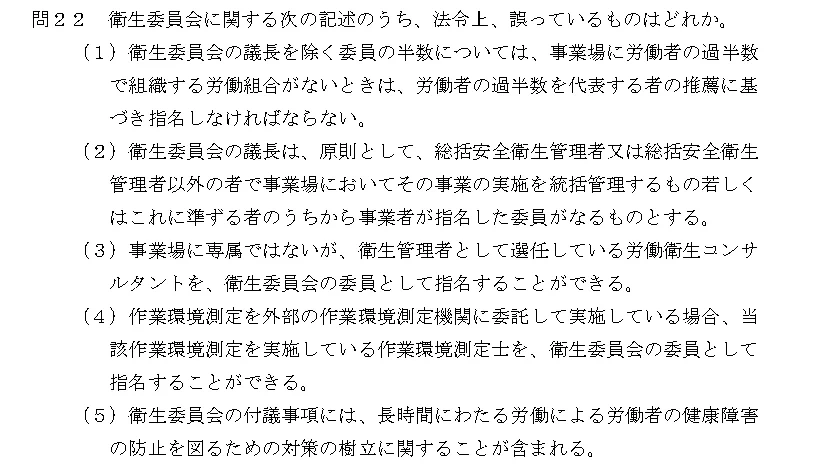 問２２　衛生委員会に関する次の記述のうち、法令上、誤っているものはどれか。
（１）衛生委員会の議長を除く委員の半数については、事業場に労働者の過半数
で組織する労働組合がないときは、労働者の過半数を代表する者の推薦に基
づき指名しなければならない。
（２）衛生委員会の議長は、原則として、総括安全衛生管理者又は総括安全衛生
管理者以外の者で事業場においてその事業の実施を統括管理するもの若しく
はこれに準ずる者のうちから事業者が指名した委員がなるものとする。
（３）事業場に専属ではないが、衛生管理者として選任している労働衛生コンサ
ルタントを、衛生委員会の委員として指名することができる。
（４）作業環境測定を外部の作業環境測定機関に委託して実施している場合、当
該作業環境測定を実施している作業環境測定士を、衛生委員会の委員として
指名することができる。
（５）衛生委員会の付議事項には、長時間にわたる労働による労働者の健康障害
の防止を図るための対策の樹立に関することが含まれる。